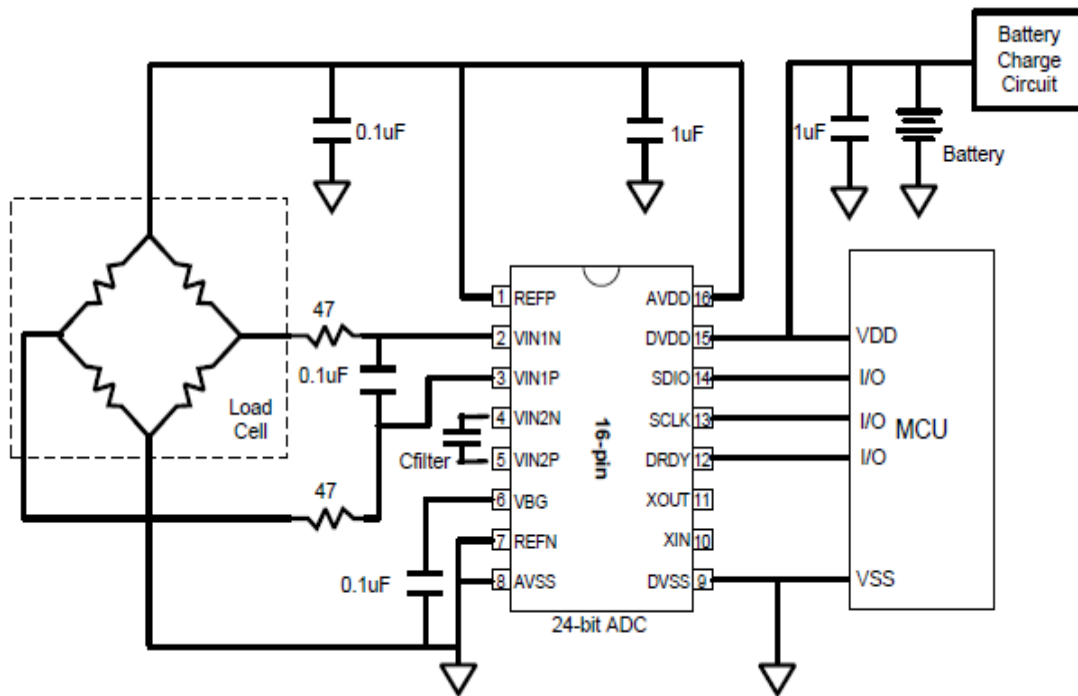 Battery
Charge
Circuit
0.1uF
1uF
1uF
Battery
Load
Cell
47
0.1uF
47
Cfilter
0.1uF
1 REFP
2 VIN1N
3 VIN1P
4 VIN2N
5 VIN2P
6 VBG
7 REFN
8 AVSS
16-pin
AVDD 16
DVDD 15
SDIO 14
SCLK 13
DRDY 12
XOUT 11
XIN 10
DVSS 9
24-bit ADC
VDD
I/O
I/O
I/O
MCU
VSS